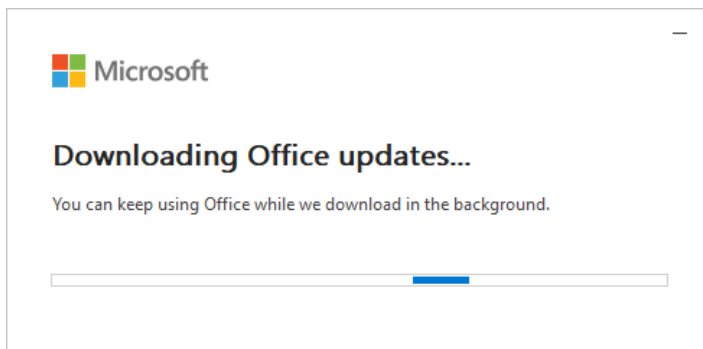 Microsoft
Downloading Office updates...
You can keep using Office while we download in the background.